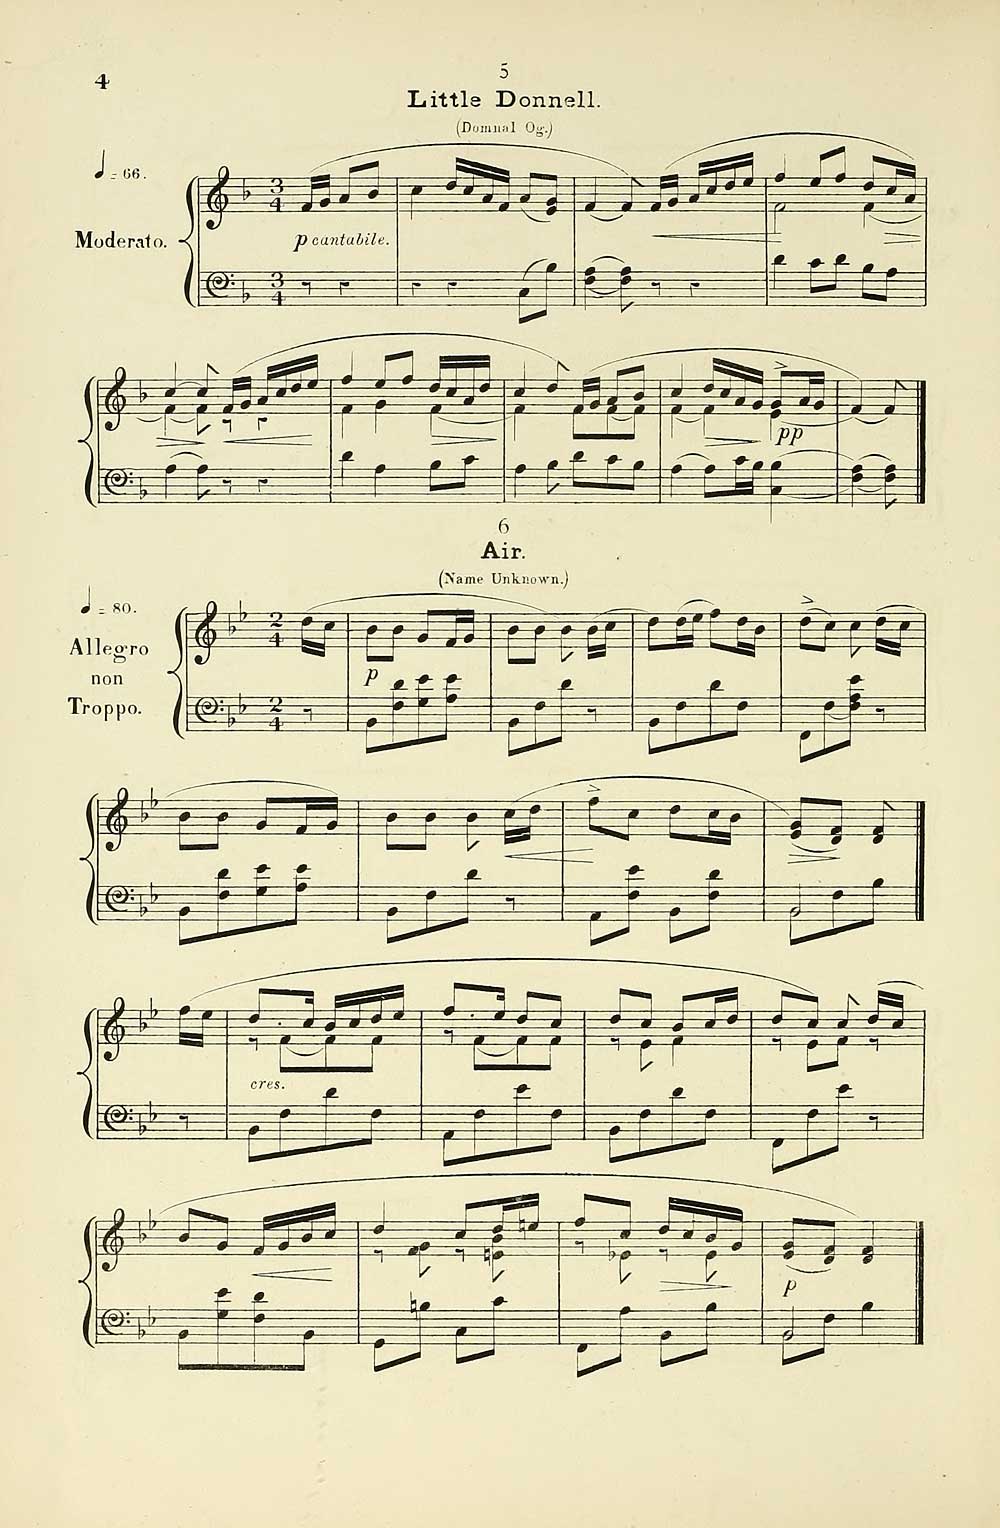 4
5
Little Donnell.
(Domnal Og.)
♩ = 66.
Moderato.
p cantabile.
pp
6
Air.
(Name Unknown.)
♩ = 80.
Allegro
non
Troppo.
p
cres.
p